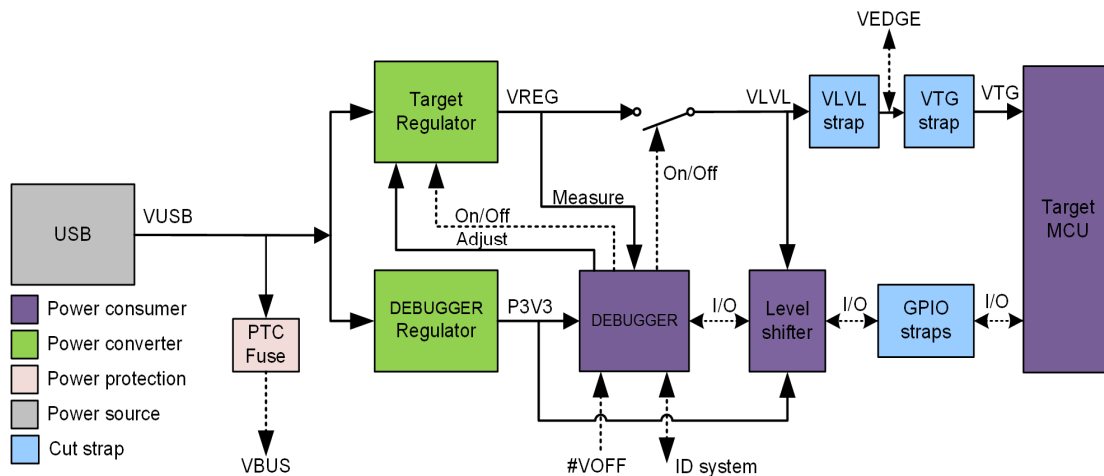 VEDGE
Target
Regulator
VREG
VLVL
VLVL
strap
VTG
strap
VTG
On/Off
Measure
USB
VUSB
On/Off
Adjust
Target
MCU
DEBUGGER
Regulator
P3V3
DEBUGGER
I/O
Level
shifter
I/O
GPIO
straps
I/O
PTC
Fuse
Power consumer
Power converter
Power protection
Power source
Cut strap
VBUS
#VOFF
ID system